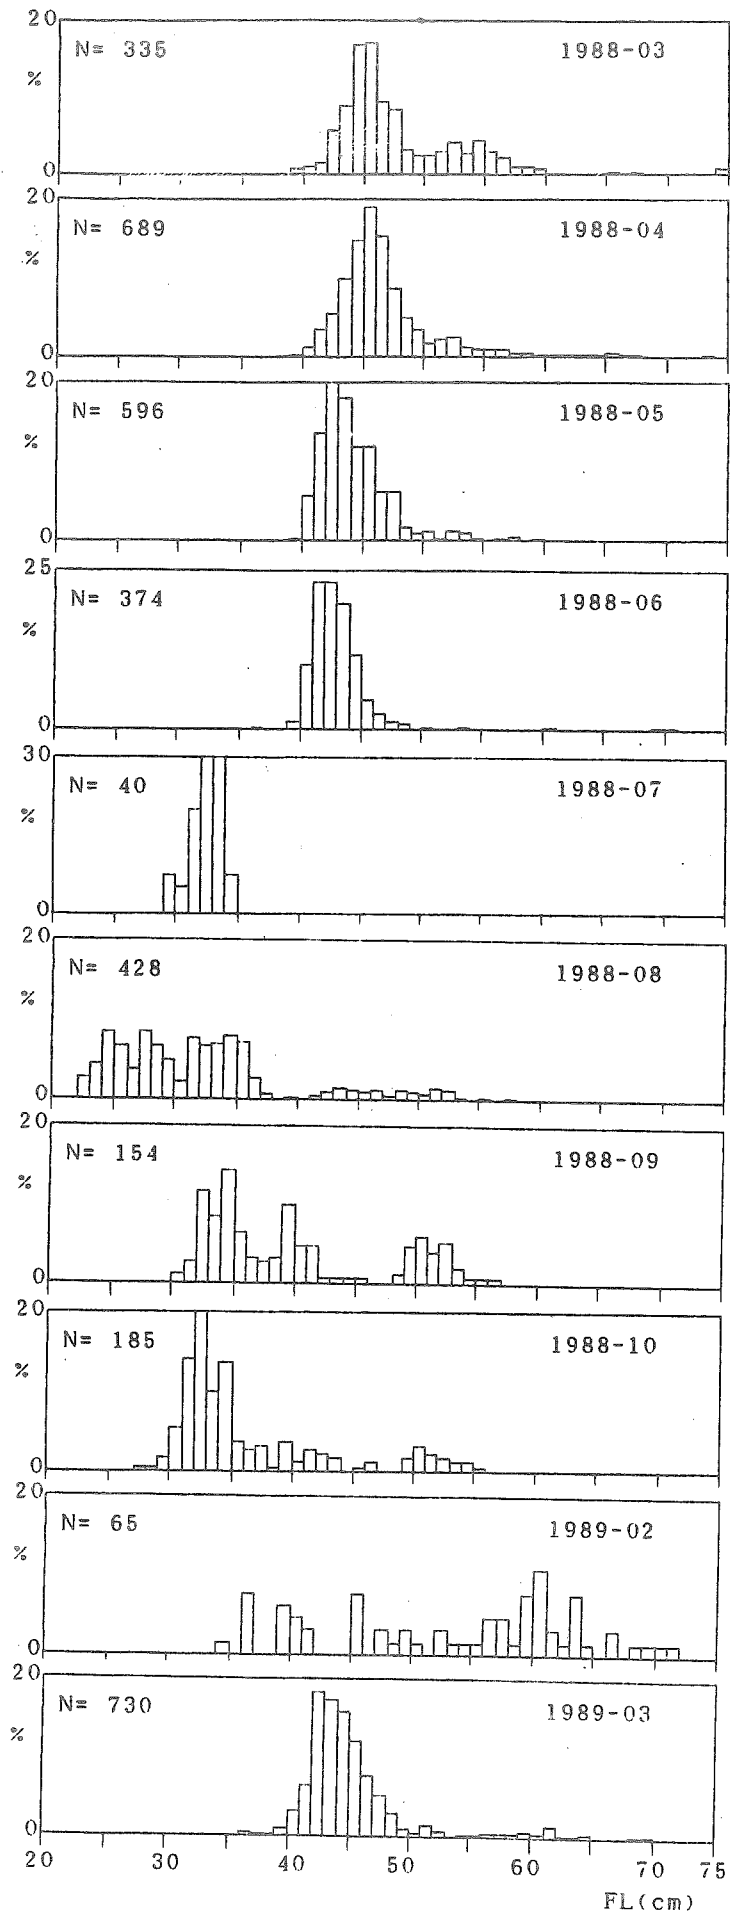 20
N= 335 1988-03
%
0
20
N= 689 1988-04
%
0
20
N= 596 1988-05
%
0
25
N= 374 1988-06
%
0
30
N= 40 1988-07
%
0
20
N= 428 1988-08
%
0
20
N= 154 1988-09
%
0
20
N= 185 1988-10
%
0
20
N= 65 1989-02
%
0
20
N= 730 1989-03
%
0
20 30 40 50 60 70 75
FL(cm)